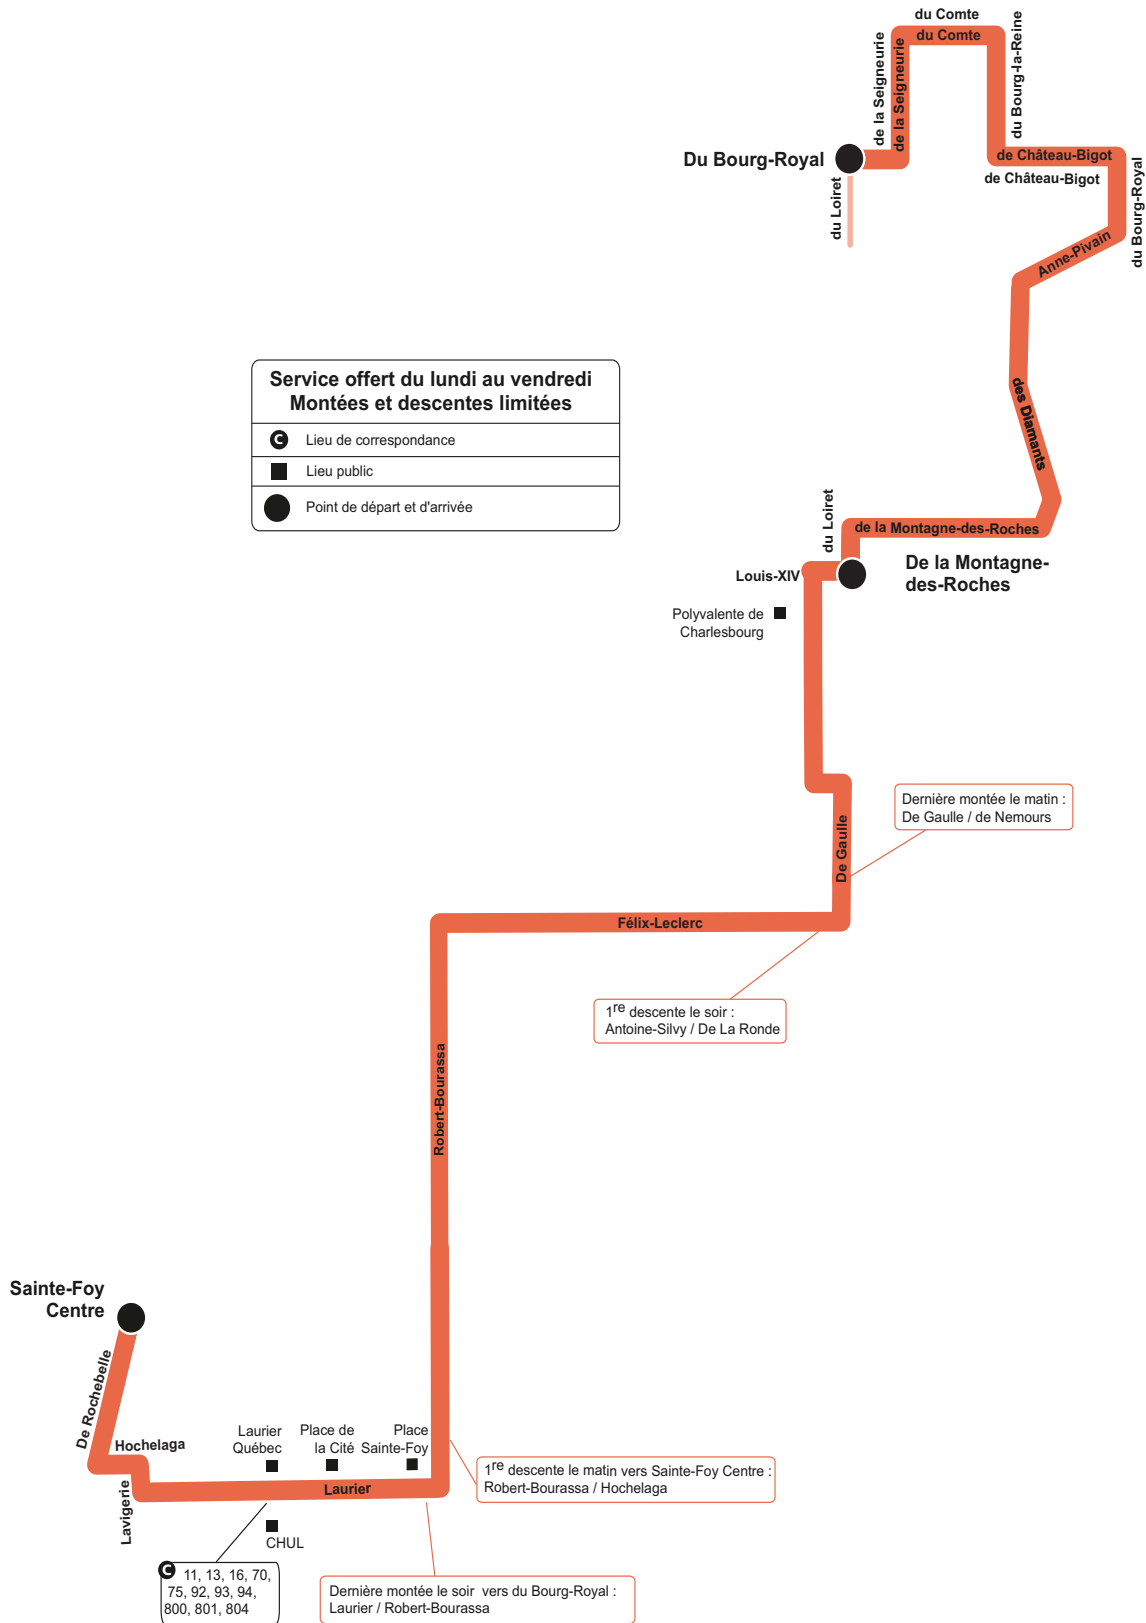 du Comte
du Comte
de la Seigneurie
de la Seigneurie
du Bourg-la-Reine
Du Bourg-Royal
de Château-Bigot
de Château-Bigot
du Bourg-Royal
du Loiret
Anne-Pivain
Service offert du lundi au vendredi
Montées et descentes limitées
C Lieu de correspondance
Lieu public
Point de départ et d'arrivée
des Diamants
du Loiret
de la Montagne-des-Roches
De la Montagne-
des-Roches
Louis-XIV
Polyvalente de
Charlesbourg
Dernière montée le matin :
De Gaulle / de Nemours
De Gaulle
Félix-Leclerc
1re descente le soir :
Antoine-Silvy / De La Ronde
Robert-Bourassa
Sainte-Foy
Centre
De Rochebelle
Hochelaga
Lavigerie
Laurier
Québec
Place de
la Cité
Place
Sainte-Foy
Laurier
1re descente le matin vers Sainte-Foy Centre :
Robert-Bourassa / Hochelaga
CHUL
C 11, 13, 16, 70,
75, 92, 93, 94,
800, 801, 804
Dernière montée le soir vers du Bourg-Royal :
Laurier / Robert-Bourassa